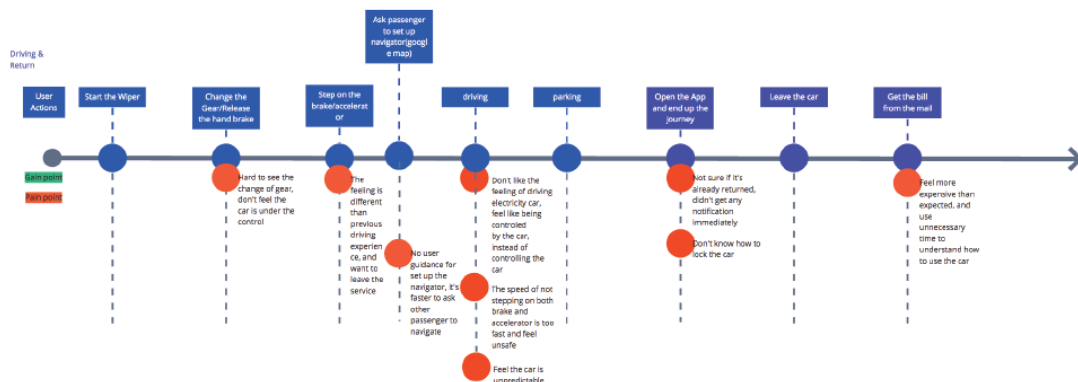 Driving &
Return
User
Actions
Start the Wiper
Change the
Gear/Release
the hand brake
Step on the
brake/accelerat
or
Ask passenger
to set up
navigator(googl
e map)
driving
parking
Open the App
and end up the
journey
Leave the car
Get the bill
from the mail
Gain point
Pain point
Hard to see the
change of gear,
don't feel the
car is under the
control
The
feeling is
different
than
previous
driving
experien
ce, and
want to
leave the
service
No user
guidance for
set up the
navigator, it's
faster to ask
other
passenger to
navigate
Don't like the
feeling of driving
electricity car,
feel like being
controled
by the car,
instead of
controlling the
car
The speed of not
stepping on both
brake and
accelerator is too
fast and feel
unsafe
Feel the car is
unpredictable
Not sure if it's
already returned,
didn't get any
notification
immediately
Don't know how to
lock the car
Feel more
expensive than
expected, and
use
unnecessary
time to
understand how
to use the car